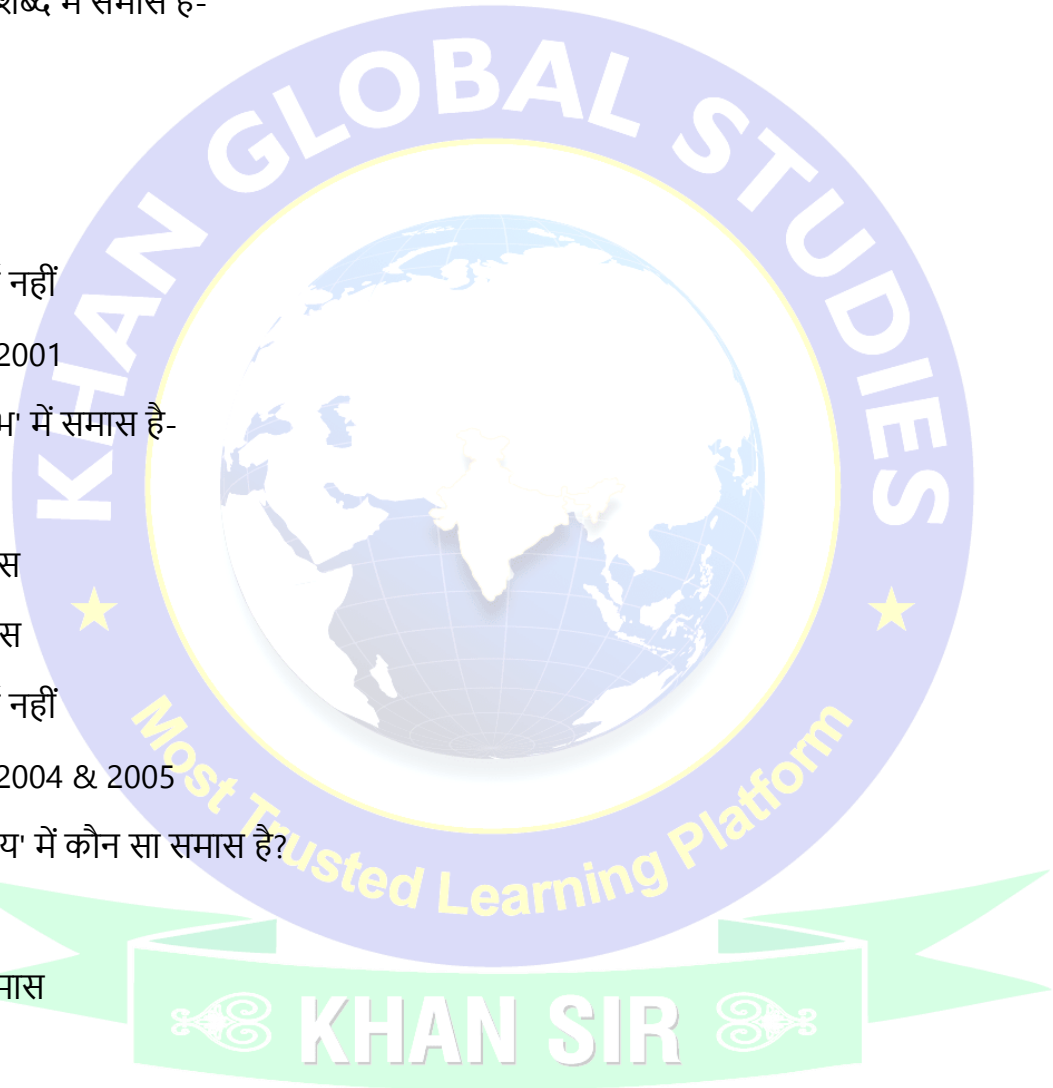 शब्द में समास है-
KHAN GLOBAL STUDIES
नहीं
2001
में समास है-
स
स
नहीं
2004 & 2005
य' में कौन सा समास है?
Most Trusted Learning Platform
मास
KHAN SIR